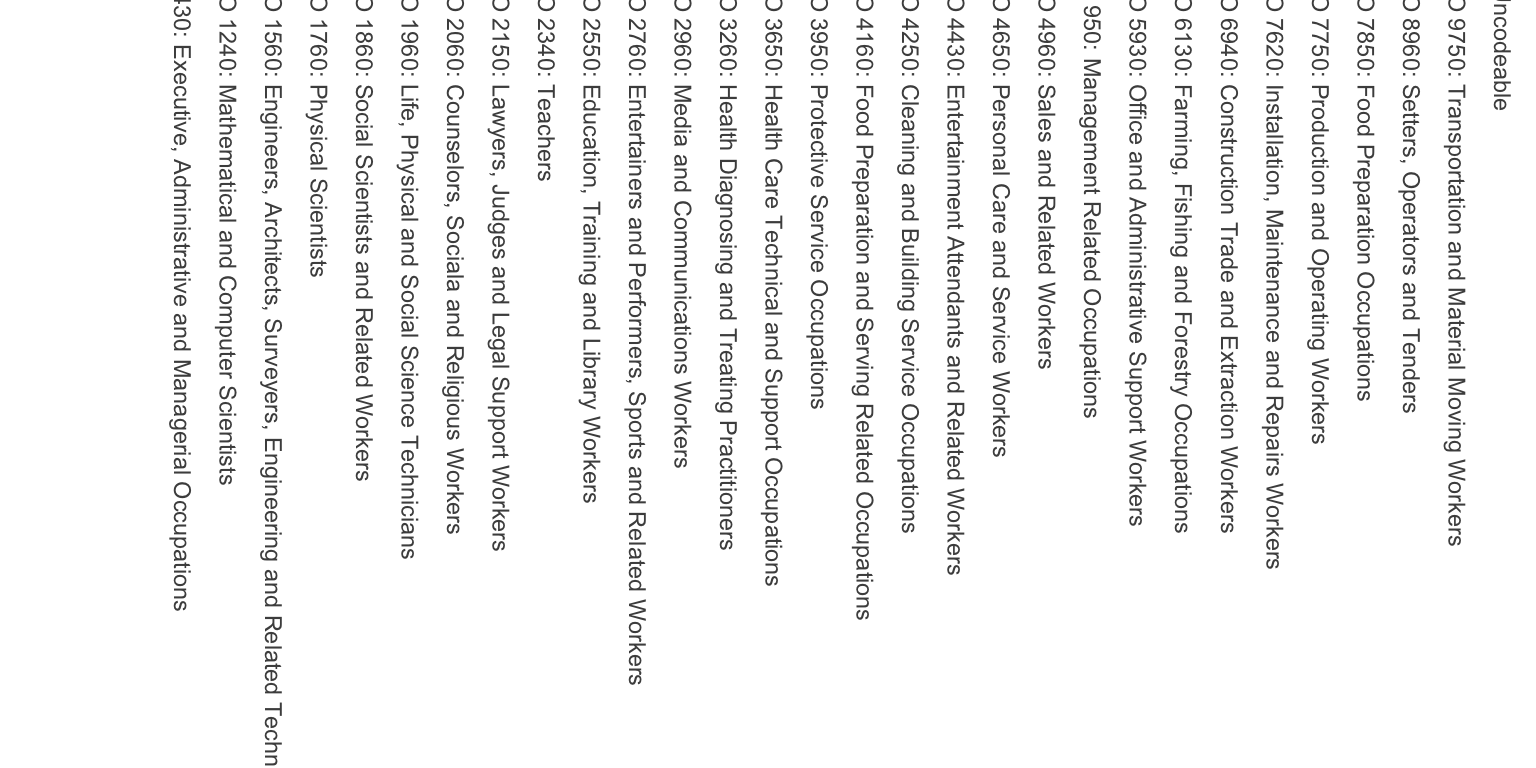 Uncodeable
O 9750: Transportation and Material Moving Workers
O 8960: Setters, Operators and Tenders
O 7850: Food Preparation Occupations
O 7750: Production and Operating Workers
O 7620: Installation, Maintenance and Repairs Workers
O 6940: Construction Trade and Extraction Workers
O 6130: Farming, Fishing and Forestry Occupations
O 5930: Office and Administrative Support Workers
950: Management Related Occupations
O 4960: Sales and Related Workers
O 4650: Personal Care and Service Workers
O 4430: Entertainment Attendants and Related Workers
O 4250: Cleaning and Building Service Occupations
O 4160: Food Preparation and Serving Related Occupations
O 3950: Protective Service Occupations
O 3650: Health Care Technical and Support Occupations
O 3260: Health Diagnosing and Treating Practitioners
O 2960: Media and Communications Workers
O 2760: Entertainers and Performers, Sports and Related Workers
O 2550: Education, Training and Library Workers
O 2340: Teachers
O 2150: Lawyers, Judges and Legal Support Workers
O 2060: Counselors, Sociala and Religious Workers
O 1960: Life, Physical and Social Science Technicians
O 1860: Social Scientists and Related Workers
O 1760: Physical Scientists
O 1560: Engineers, Architects, Surveyers, Engineering and Related Techn
O 1240: Mathematical and Computer Scientists
430: Executive, Administrative and Managerial Occupations